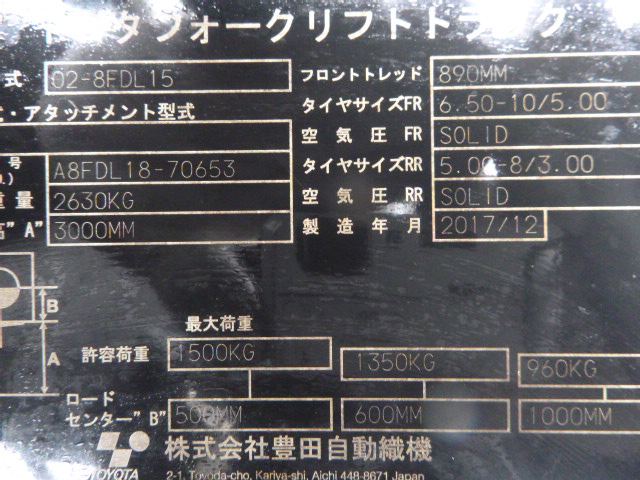 タフォークリフトトラック
式 02-8FDL15 フロントトレッド 890MM
式・アタッチメント型式 タイヤサイズFR 6.50-10/5.00
空気圧 FR SOLID
号 A8FDL18-70653 タイヤサイズRR 5.00-8/3.00
重量 2630KG 空気圧 RR SOLID
高"A" 3000MM 製造年月 2017/12
B
A
最大荷重
許容荷重 1500KG 1350KG 960KG
ロード
センター"B" 500MM 600MM 1000MM
株式会社豊田自動織機
TOYOTA 2-1, Toyoda-cho, Kariya-shi, Aichi 448-8671 Japan